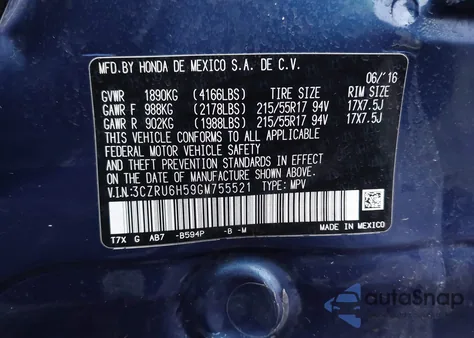 MFD.BY HONDA DE MEXICO S.A. DE C.V.
06/'16
GVWR 1890KG (4166LBS) TIRE SIZE RIM SIZE
GAWR F 988KG (2178LBS) 215/55R17 94V 17X7.5J
GAWR R 902KG (1988LBS) 215/55R17 94V 17X7.5J
THIS VEHICLE CONFORMS TO ALL APPLICABLE
FEDERAL MOTOR VEHICLE SAFETY
AND THEFT PREVENTION STANDARDS IN EFFECT
ON THE DATE OF MANUFACTURE SHOWN ABOVE.
V.I.N:3CZRU6H59GM755521 TYPE: MPV
T7X G AB7 -B594P -B -M
MADE IN MEXICO
autoSnap